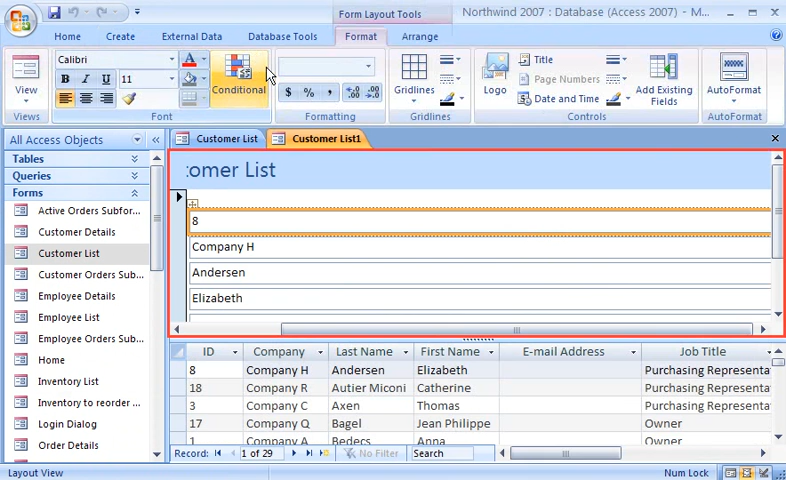 Form Layout Tools Northwind 2007 : Database (Access 2007) - M...
Home Create External Data Database Tools Format Arrange
Calibri
B I U 11
View
Conditional
$ % ,
Gridlines
Logo
Title
Page Numbers
Date and Time
Add Existing Fields
AutoFormat
Views Font Formatting Gridlines Controls AutoFormat
All Access Objects
Customer List Customer List1
Tables
Queries
Forms
Active Orders Subfor...
Customer Details
Customer List
Customer Orders Sub...
Employee Details
Employee List
Employee Orders Sub...
Home
Inventory List
Inventory to reorder ...
Login Dialog
Order Details
:omer List
8
Company H
Andersen
Elizabeth
ID Company Last Name First Name E-mail Address Job Title
8 Company H Andersen Elizabeth Purchasing Representa
18 Company R Autier Miconi Catherine Purchasing Representa
3 Company C Axen Thomas Purchasing Representa
17 Company Q Bagel Jean Philippe Owner
1 Company A Bedecs Anna Owner
Record: 1 of 29 No Filter Search
Layout View Num Lock